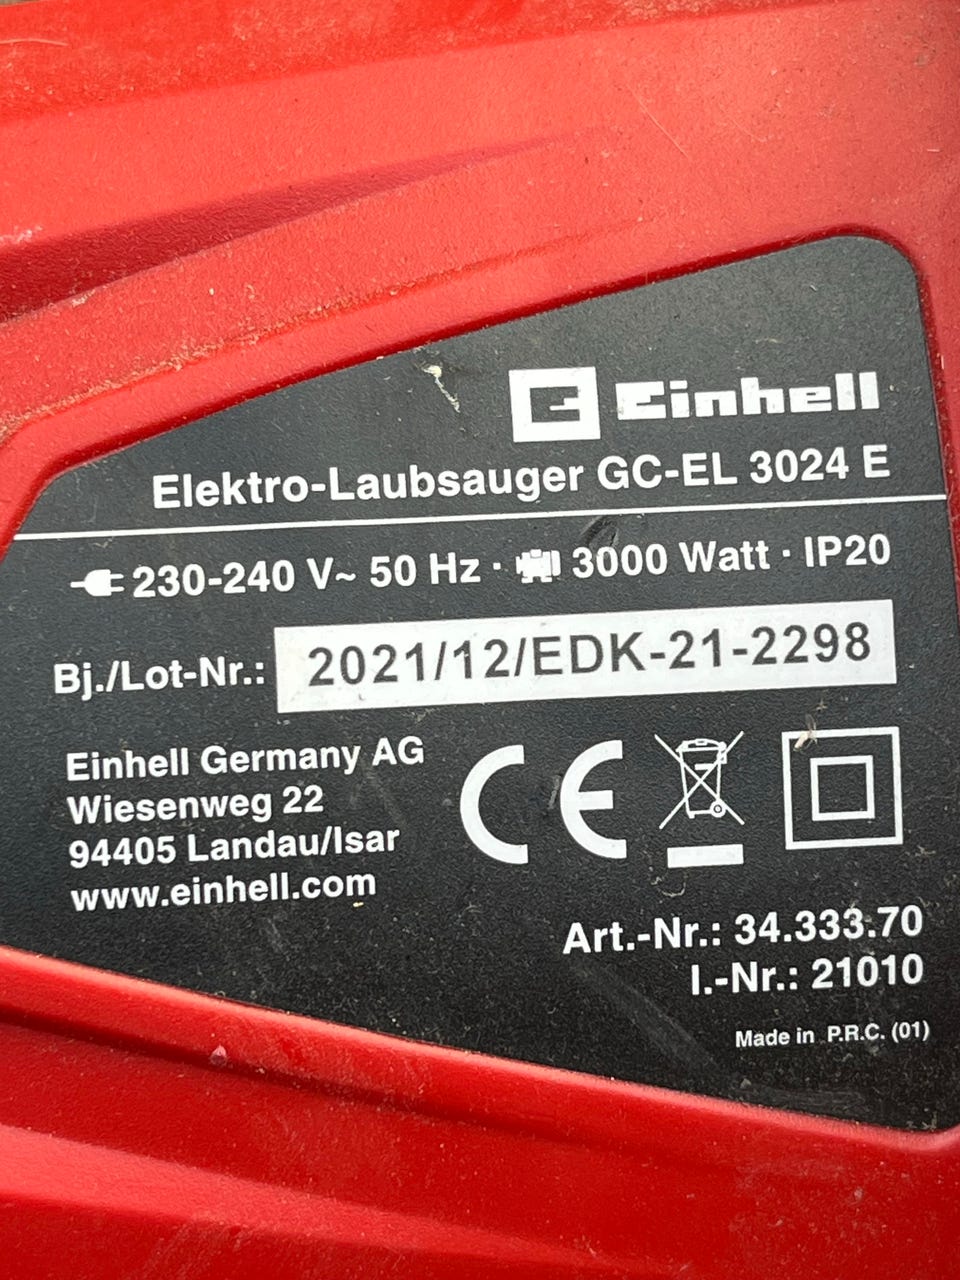 Einhell
Elektro-Laubsauger GC-EL 3024 E
230-240 V~ 50 Hz · 3000 Watt · IP20
Bj./Lot-Nr.: 2021/12/EDK-21-2298
Einhell Germany AG
Wiesenweg 22
94405 Landau/Isar
www.einhell.com
CE
Art.-Nr.: 34.333.70
I.-Nr.: 21010
Made in P.R.C. (01)